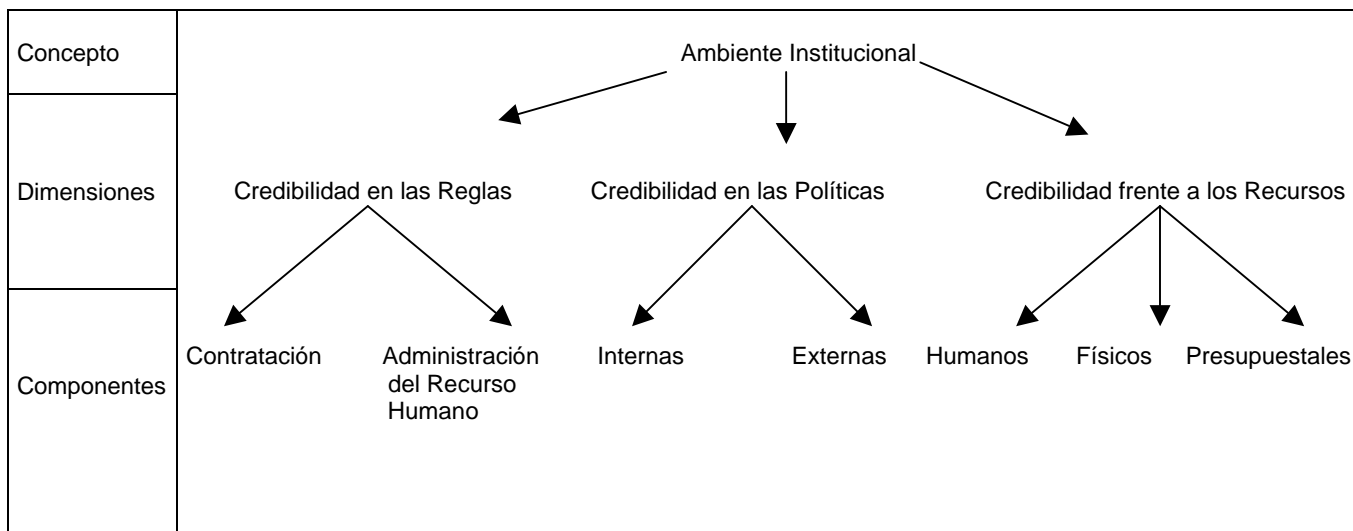 Concepto
Ambiente Institucional
Dimensiones
Credibilidad en las Reglas
Credibilidad en las Políticas
Credibilidad frente a los Recursos
Componentes
Contratación
Administración
del Recurso
Humano
Internas
Externas
Humanos
Físicos
Presupuestales